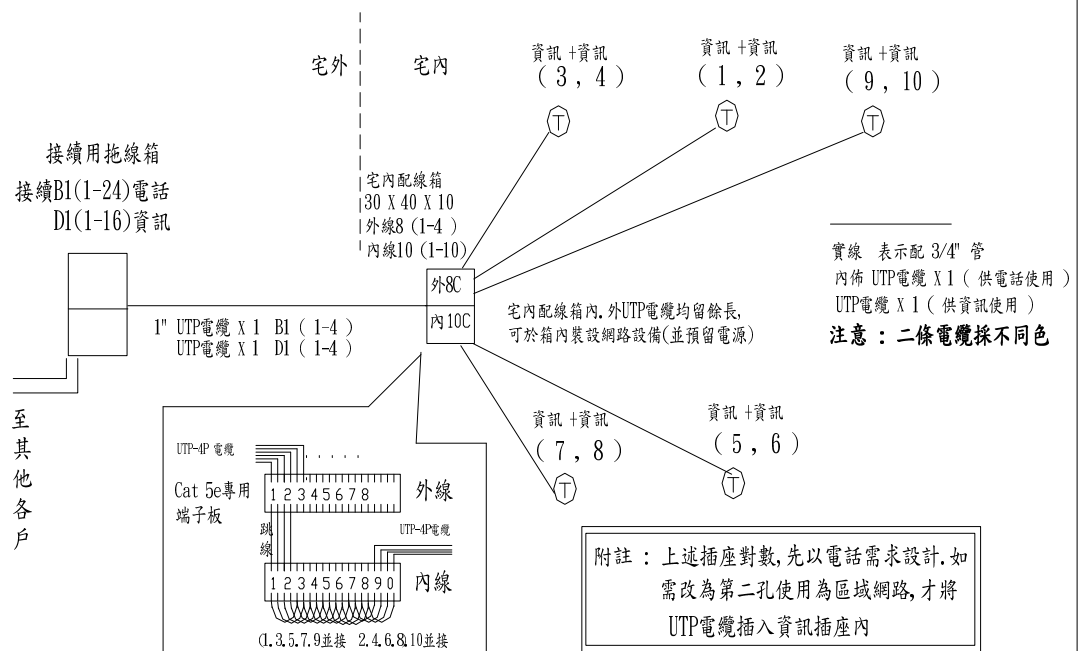 宅外
宅內
資訊 +資訊
( 3 , 4 )
資訊 +資訊
( 1 , 2 )
資訊 +資訊
( 9 , 10 )
T
T
T
接續用拖線箱
接續B1(1-24)電話
D1(1-16)資訊
宅內配線箱
30 X 40 X 10
外線8 (1-4 )
內線10 (1-10)
外8C
內10C
1" UTP電纜 X 1 B1 ( 1-4 )
UTP電纜 X 1 D1 ( 1-4 )
宅內配線箱內. 外UTP電纜均留餘長,
可於箱內裝設網路設備(並預留電源)
實線 表示配 3/4" 管
內佈 UTP電纜 X 1 ( 供電話使用 )
UTP電纜 X 1 ( 供資訊使用 )
注意 : 二條電纜採不同色
至其他各戶
資訊 +資訊
( 7 , 8 )
資訊 +資訊
( 5 , 6 )
T
T
UTP-4P 電纜
Cat 5e專用
端子板
1 2 3 4 5 6 7 8
外線
跳線
UTP-4P電纜
1 2 3 4 5 6 7 8 9 0
內線
(1.3.5.7.9並接 2.4.6.8.10並接
附註 : 上述插座對數,先以電話需求設計.如
需改為第二孔使用為區域網路,才將
UTP電纜插入資訊插座內